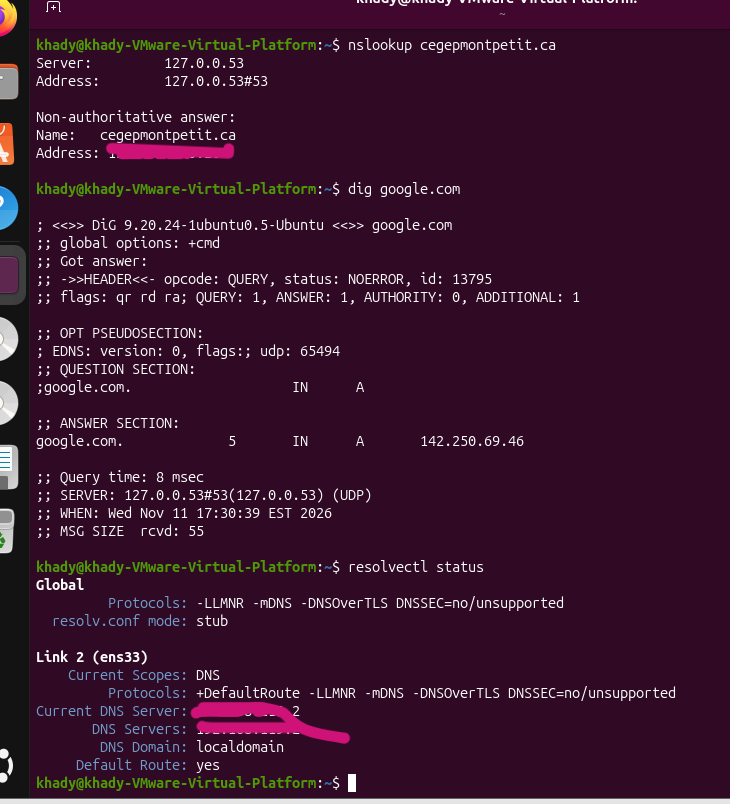 khady@khady-VMware-Virtual-Platform:~
~
khady@khady-VMware-Virtual-Platform:~$ nslookup cegepmontpetit.ca
Server:         127.0.0.53
Address:        127.0.0.53#53
Non-authoritative answer:
Name:   cegepmontpetit.ca
Address:
khady@khady-VMware-Virtual-Platform:~$ dig google.com
; <<>> DiG 9.20.24-1ubuntu0.5-Ubuntu <<>> google.com
;; global options: +cmd
;; Got answer:
;; ->>HEADER<<- opcode: QUERY, status: NOERROR, id: 13795
;; flags: qr rd ra; QUERY: 1, ANSWER: 1, AUTHORITY: 0, ADDITIONAL: 1
;; OPT PSEUDOSECTION:
; EDNS: version: 0, flags:; udp: 65494
;; QUESTION SECTION:
;google.com.                    IN      A
;; ANSWER SECTION:
google.com.             5       IN      A       142.250.69.46
;; Query time: 8 msec
;; SERVER: 127.0.0.53#53(127.0.0.53) (UDP)
;; WHEN: Wed Nov 11 17:30:39 EST 2026
;; MSG SIZE  rcvd: 55
khady@khady-VMware-Virtual-Platform:~$ resolvectl status
Global
Protocols: -LLMNR -mDNS -DNSOverTLS DNSSEC=no/unsupported
resolv.conf mode: stub
Link 2 (ens33)
Current Scopes: DNS
Protocols: +DefaultRoute -LLMNR -mDNS -DNSOverTLS DNSSEC=no/unsupported
Current DNS Server:
DNS Servers:
DNS Domain: localdomain
Default Route: yes
khady@khady-VMware-Virtual-Platform:~$